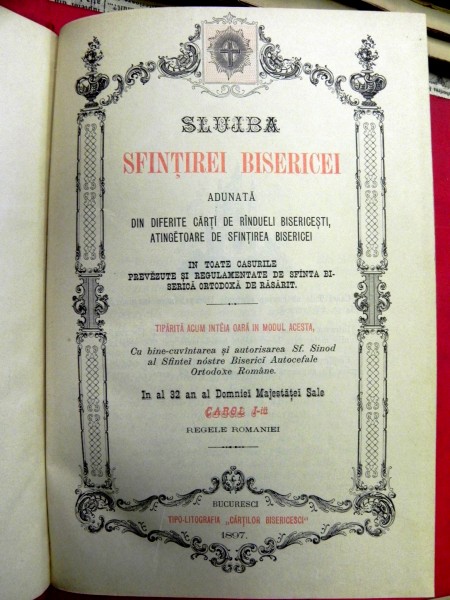 SLUJBA
SFINȚIREI BISERICEI
ADUNATĂ
DIN DIFERITE CĂRȚI DE RÎNDUELI BISERICEȘTI,
ATINGĔTOARE DE SFINȚIREA BISERICEI
IN TOATE CASURILE
PREVĔZUTE ȘI REGULAMENTATE DE SFÎNTA BI-
SERICĂ ORTODOXĂ DE RĂSĂRIT.
TIPĂRITĂ ACUM INTĒIA OARĂ IN MODUL ACESTA,
Cu bine-cuvîntarea și autorisarea Sf. Sinod
al Sfintei nóstre Biserici Autocefale
Ortodoxe Române.
In al 32 an al Domniei Majestăței Sale
CAROL I-iu
REGELE ROMANIEI
BUCURESCI
TIPO-LITOGRAFIA „CĂRȚILOR BISERICESCI"
1897.